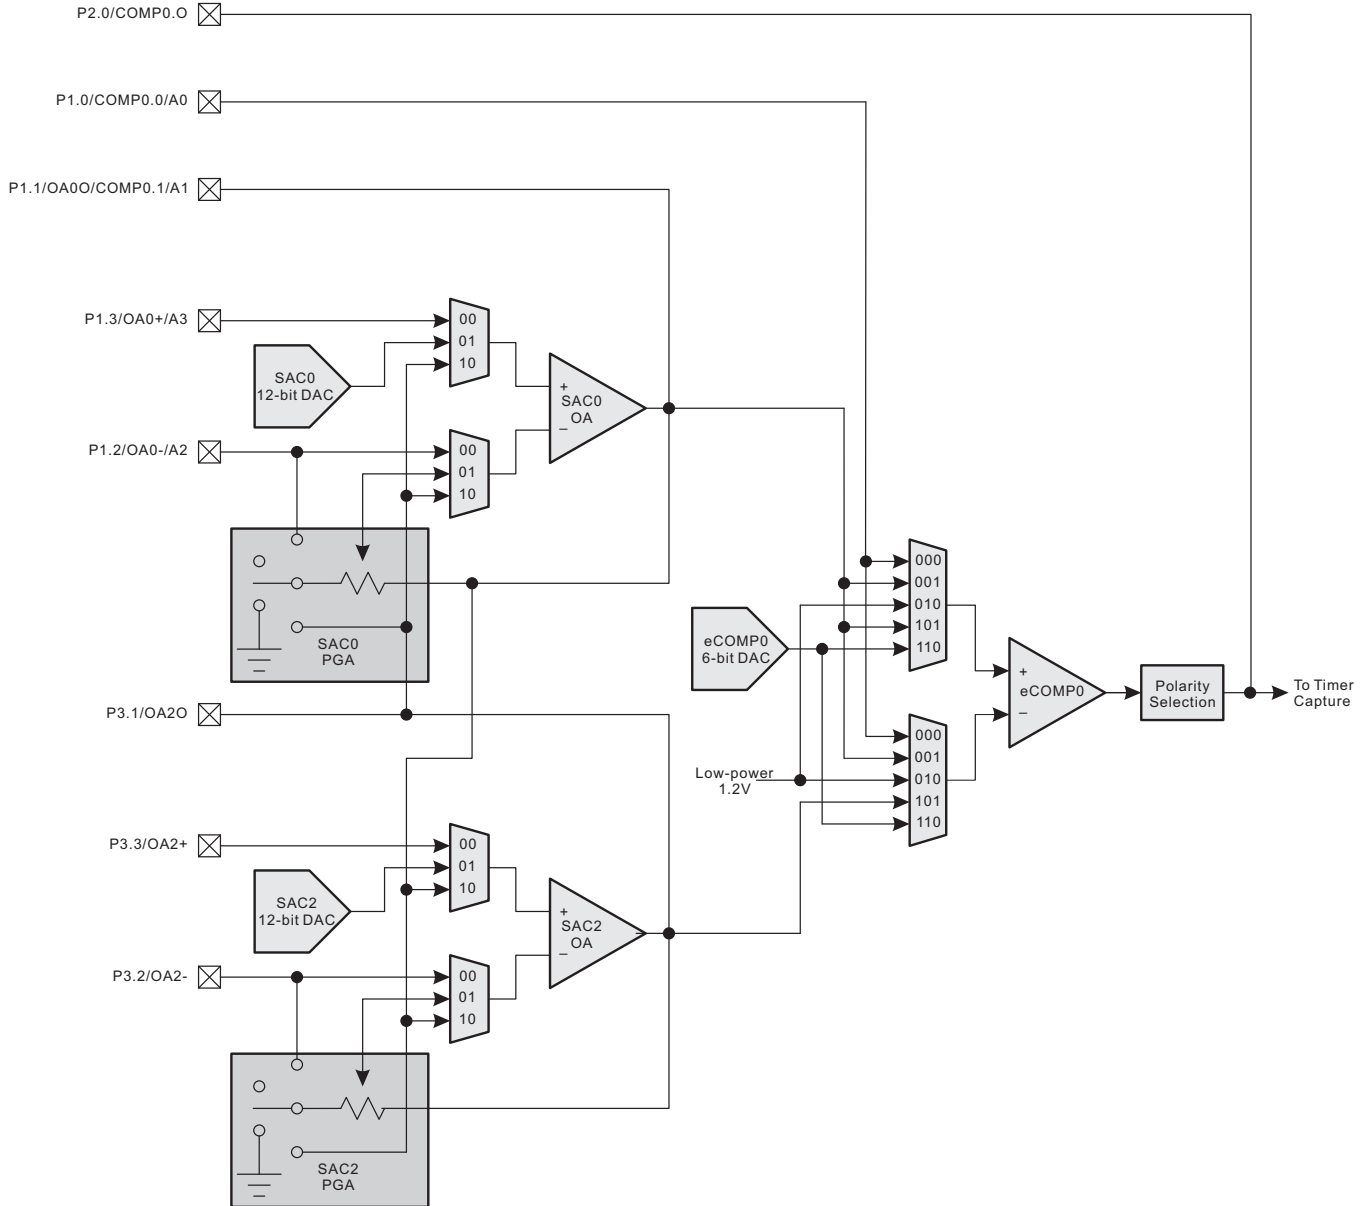 P2.0/COMP0.O
P1.0/COMP0.0/A0
P1.1/OA0O/COMP0.1/A1
P1.3/OA0+/A3
00
01
10
SAC0
12-bit DAC
+
SAC0
OA
–
P1.2/OA0-/A2
00
01
10
SAC0
PGA
P3.1/OA2O
000
001
010
101
110
eCOMP0
6-bit DAC
+
eCOMP0
–
Polarity
Selection
To Timer
Capture
000
001
010
101
110
Low-power
1.2V
P3.3/OA2+
00
01
10
SAC2
12-bit DAC
+
SAC2
OA
–
P3.2/OA2-
00
01
10
SAC2
PGA